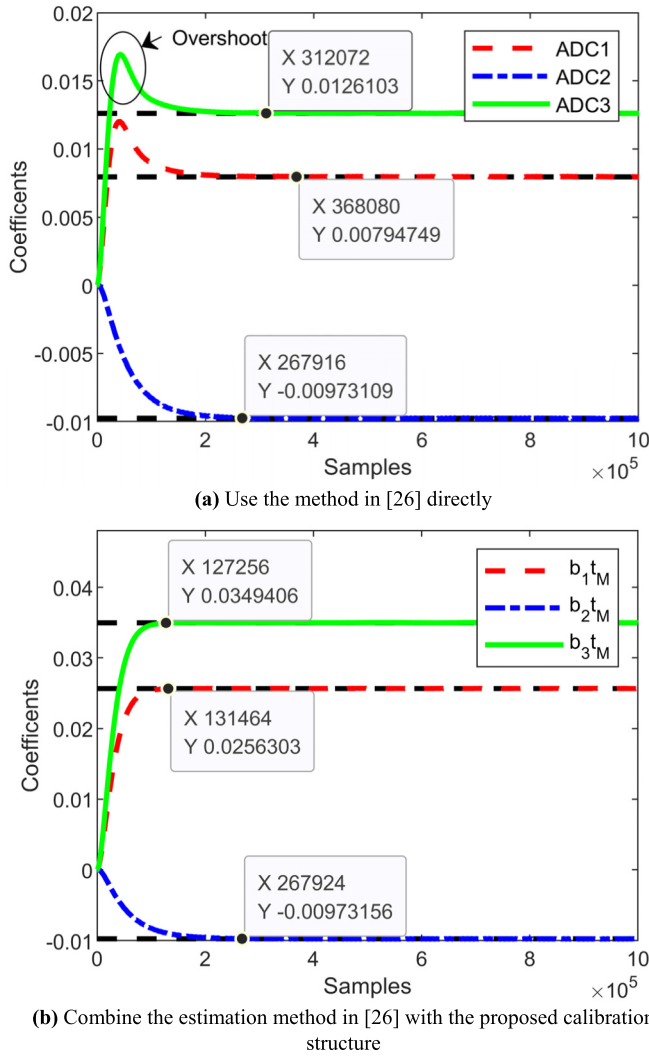 Overshoot
X 312072
Y 0.0126103
ADC1
ADC2
ADC3
X 368080
Y 0.00794749
X 267916
Y -0.00973109
0.02
0.015
0.01
0.005
0
-0.005
-0.01
Coefficents
0 2 4 6 8 10
Samples
×10^5
(a) Use the method in [26] directly
X 127256
Y 0.0349406
b_1t_M
b_2t_M
b_3t_M
X 131464
Y 0.0256303
X 267924
Y -0.00973156
0.04
0.03
0.02
0.01
0
-0.01
Coefficents
0 2 4 6 8 10
Samples
×10^5
(b) Combine the estimation method in [26] with the proposed calibration
structure